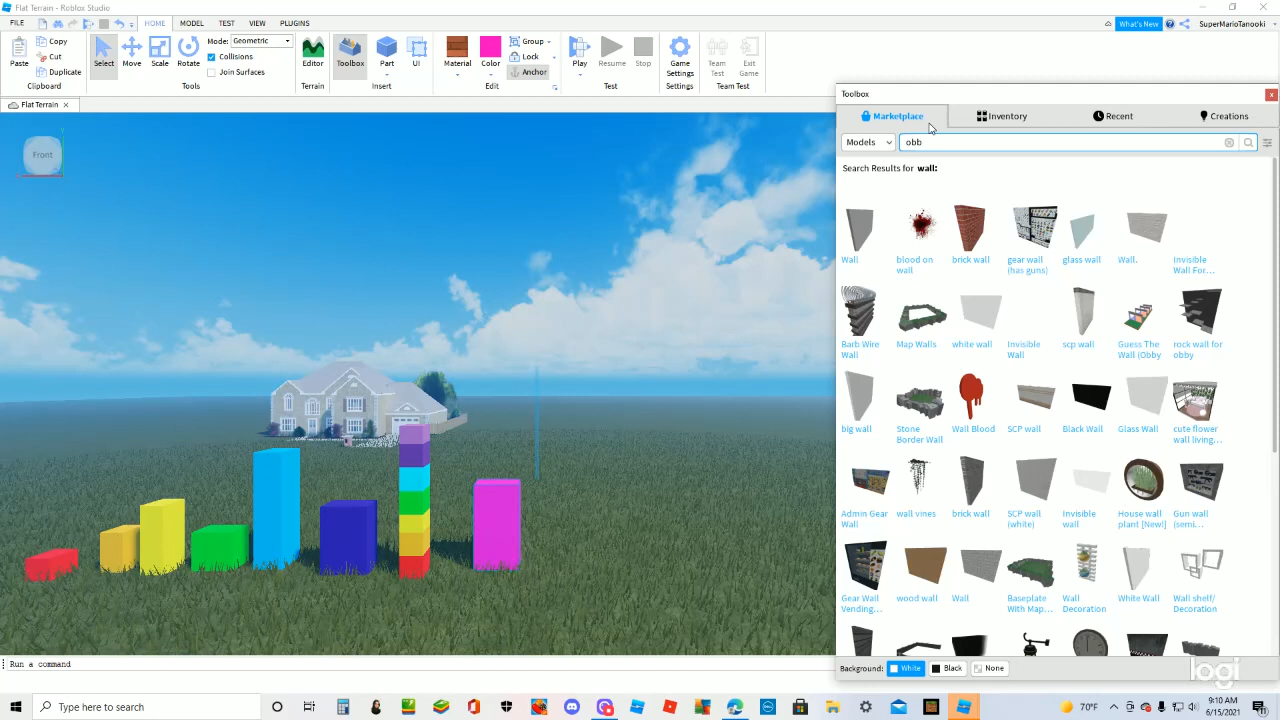 Flat Terrain - Roblox Studio
FILE HOME MODEL TEST VIEW PLUGINS What's New SuperMarioTanooki
Paste Copy Cut Duplicate Clipboard
Select Move Scale Rotate Mode: Geometric Collisions Join Surfaces Tools
Editor Terrain
Toolbox Part UI Insert
Material Color Group Lock Anchor Edit
Play Resume Stop Test
Game Settings Settings
Team Test Exit Game Team Test
Flat Terrain
Front
Toolbox
Marketplace Inventory Recent Creations
Models obb
Search Results for wall:
Wall
blood on wall
brick wall
gear wall (has guns)
glass wall
Wall.
Invisible Wall For...
Barb Wire Wall
Map Walls
white wall
Invisible Wall
scp wall
Guess The Wall (Obby
rock wall for obby
big wall
Stone Border Wall
Wall Blood
SCP wall
Black Wall
Glass Wall
cute flower wall living...
Admin Gear Wall
wall vines
brick wall
SCP wall (white)
Invisible wall
House wall plant [New!]
Gun wall (semi...
Gear Wall Vending...
wood wall
Wall
Baseplate With Map...
Wall Decoration
White Wall
Wall shelf/ Decoration
Background: White Black None
logi
Run a command
Type here to search
70°F 9:10 AM
6/15/2021